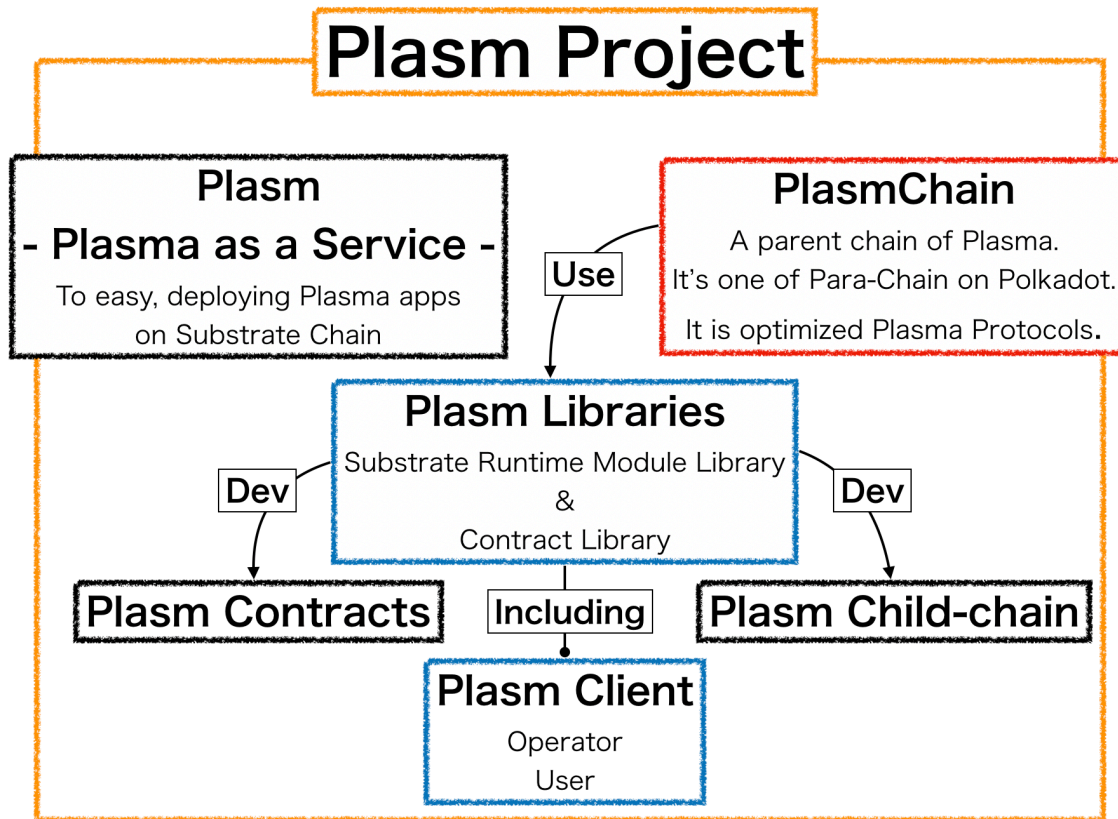 Plasm Project
Plasm
- Plasma as a Service -
To easy, deploying Plasma apps
on Substrate Chain
PlasmChain
A parent chain of Plasma.
It's one of Para-Chain on Polkadot.
It is optimized Plasma Protocols.
Use
Plasm Libraries
Substrate Runtime Module Library
&
Contract Library
Dev
Dev
Plasm Contracts
Including
Plasm Child-chain
Plasm Client
Operator
User